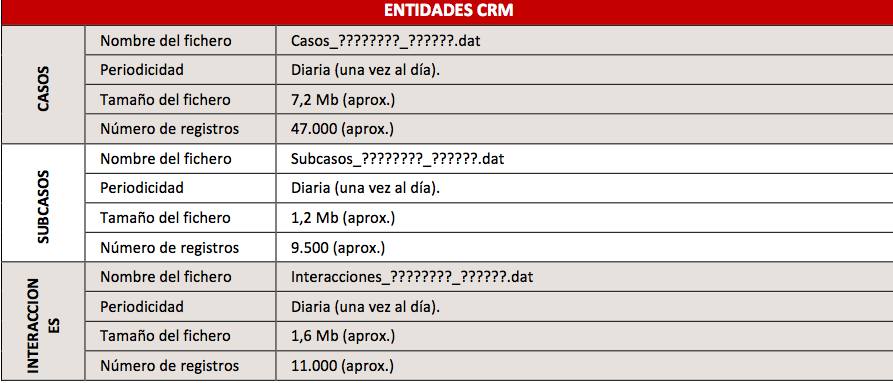 ENTIDADES CRM
CASOS
Nombre del fichero Casos_????????_??????.dat
Periodicidad Diaria (una vez al día).
Tamaño del fichero 7,2 Mb (aprox.)
Número de registros 47.000 (aprox.)
SUBCASOS
Nombre del fichero Subcasos_????????_??????.dat
Periodicidad Diaria (una vez al día).
Tamaño del fichero 1,2 Mb (aprox.)
Número de registros 9.500 (aprox.)
INTERACCION
ES
Nombre del fichero Interacciones_????????_??????.dat
Periodicidad Diaria (una vez al día).
Tamaño del fichero 1,6 Mb (aprox.)
Número de registros 11.000 (aprox.)